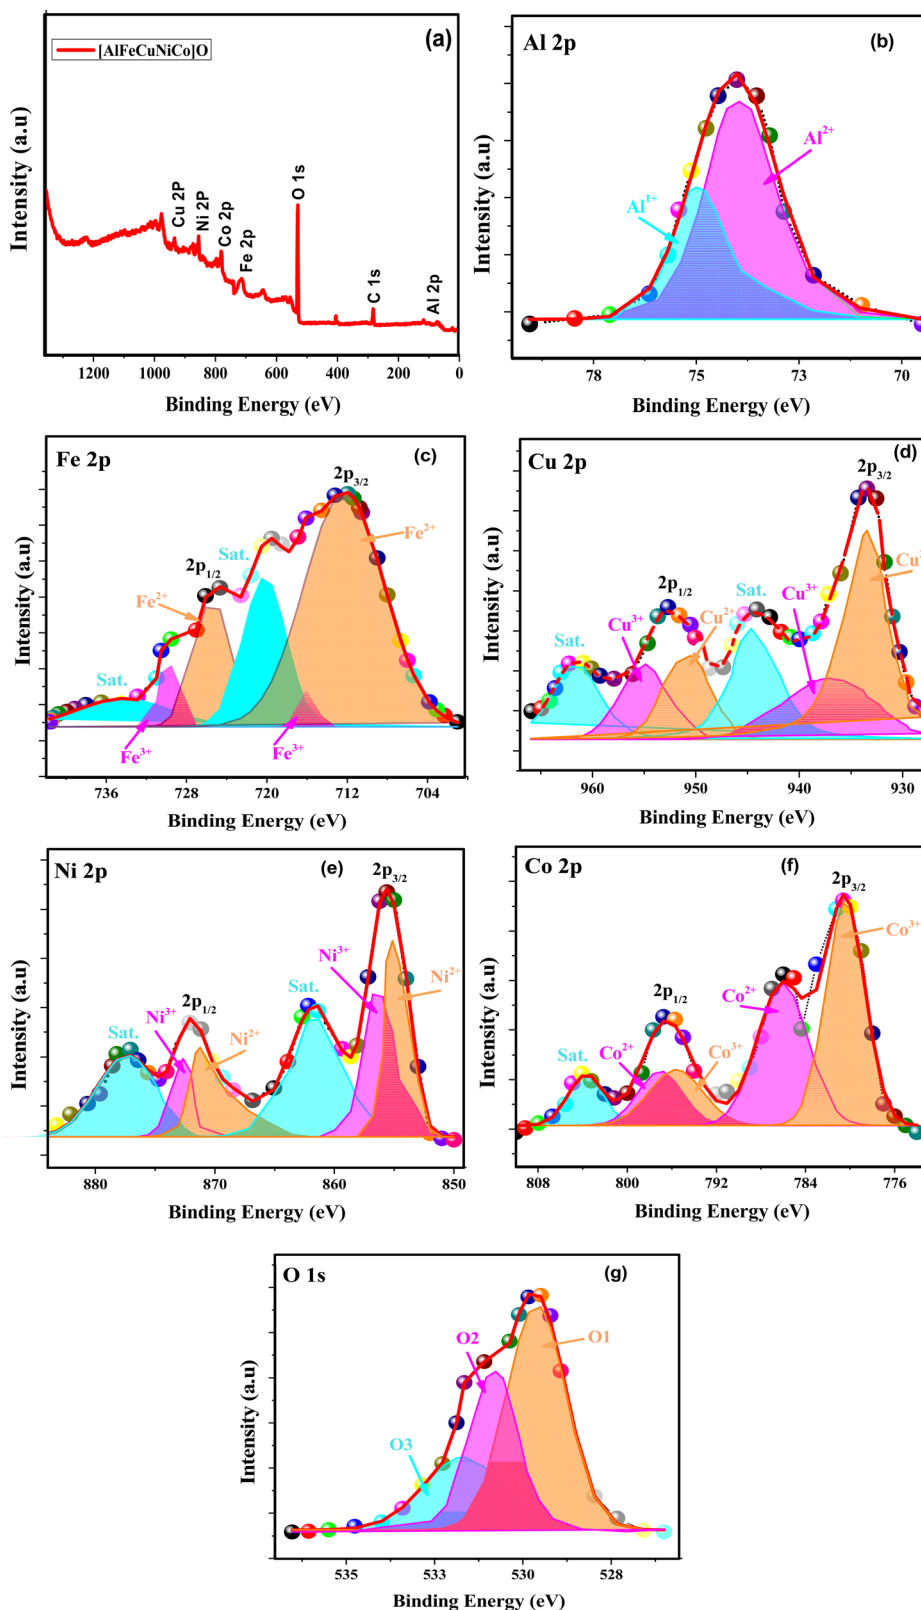 (a)
[AlFeCuNiCo]O
Cu 2P
Ni 2P
Co 2p
Fe 2p
O 1s
C 1s
Al 2p
Intensity (a.u)
1200 1000 800 600 400 200 0
Binding Energy (eV)
Al 2p
(b)
Al²⁺
Al¹⁺
Intensity (a.u)
78 75 73 70
Binding Energy (eV)
Fe 2p
(c)
2p₃/₂
Fe²⁺
Sat.
2p₁/₂
Fe²⁺
Sat.
Fe³⁺
Fe³⁺
Intensity (a.u)
736 728 720 712 704
Binding Energy (eV)
Cu 2p
(d)
2p₃/₂
Cu
2p₁/₂
Sat.
Cu³⁺
Cu²⁺
Cu³⁺
Sat.
Intensity (a.u)
960 950 940 930
Binding Energy (eV)
Ni 2p
(e)
2p₃/₂
Ni³⁺
Ni²⁺
Sat.
2p₁/₂
Ni³⁺
Ni²⁺
Sat.
Intensity (a.u)
880 870 860 850
Binding Energy (eV)
Co 2p
(f)
2p₃/₂
Co³⁺
Co²⁺
2p₁/₂
Co²⁺
Co³⁺
Sat.
Intensity (a.u)
808 800 792 784 776
Binding Energy (eV)
O 1s
(g)
O2
O1
O3
Intensity (a.u)
535 533 530 528
Binding Energy (eV)